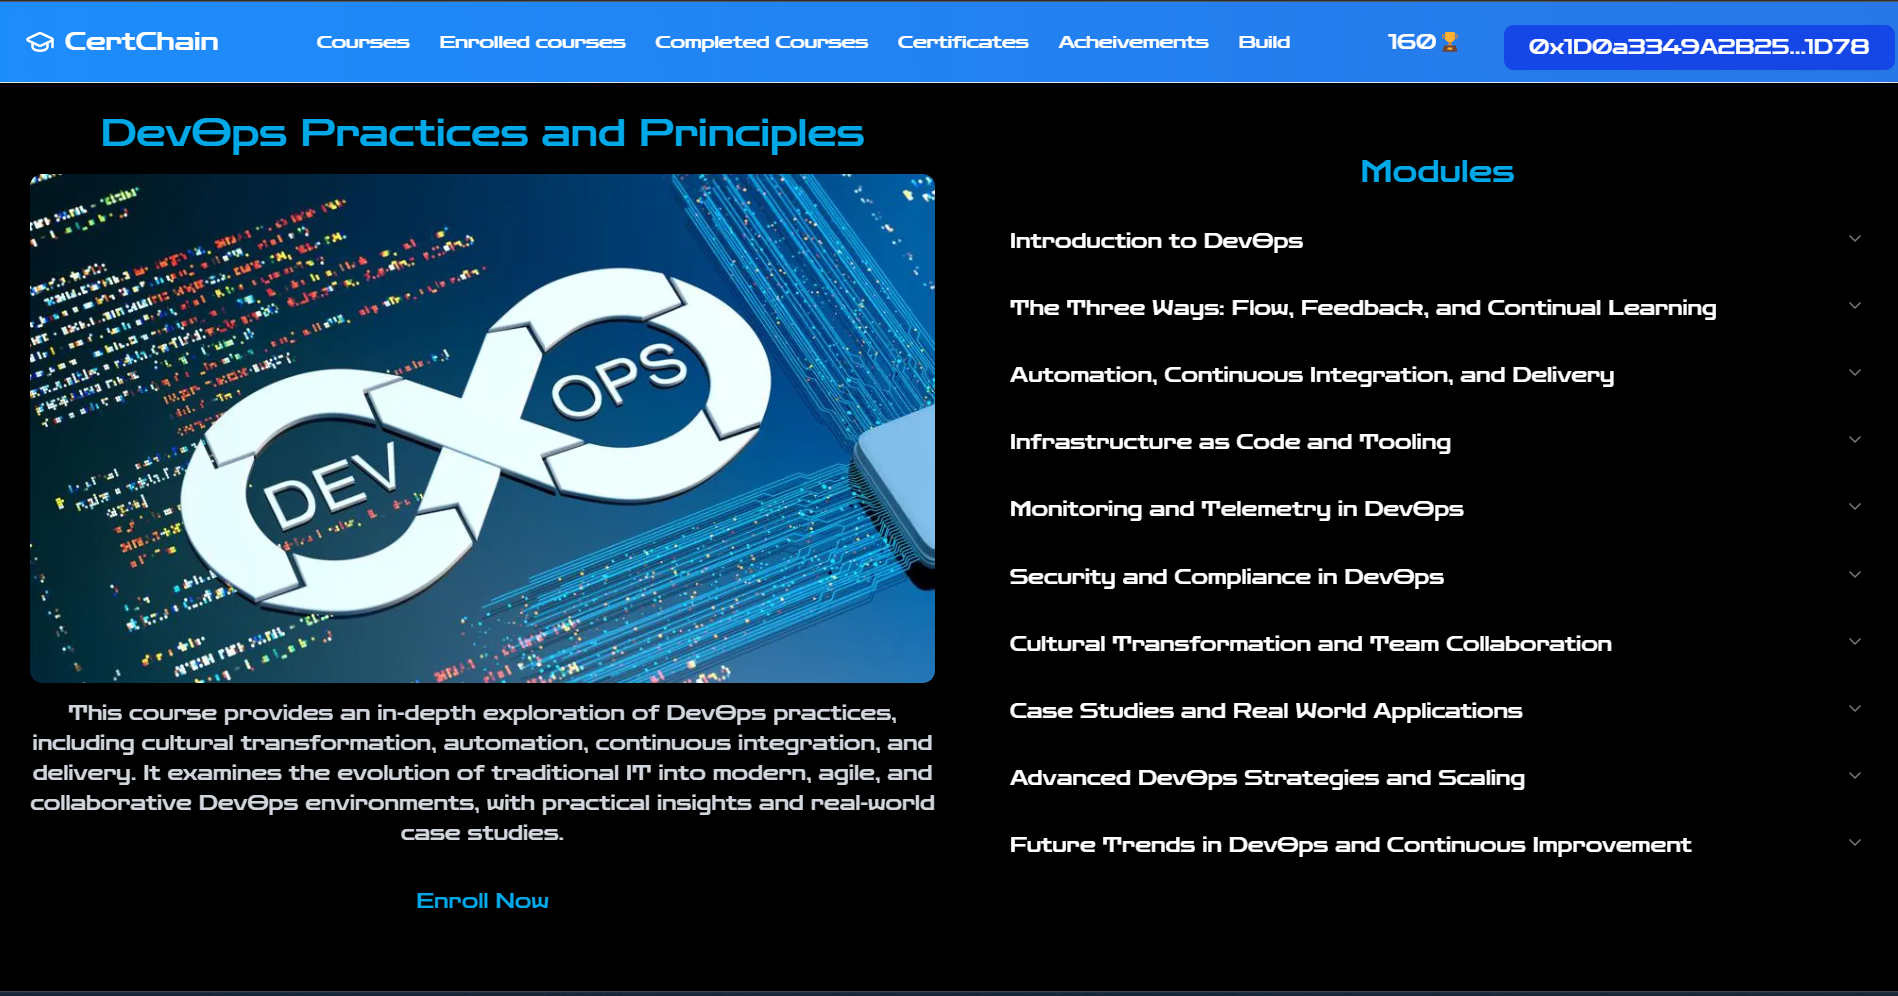 CertChain
Courses Enrolled courses Completed Courses Certificates Acheivements Build
160
0x1D0a3349A2B25...1D78
DevOps Practices and Principles
DEV
OPS
This course provides an in-depth exploration of DevOps practices,
including cultural transformation, automation, continuous integration, and
delivery. It examines the evolution of traditional IT into modern, agile, and
collaborative DevOps environments, with practical insights and real-world
case studies.
Enroll Now
Modules
Introduction to DevOps
The Three Ways: Flow, Feedback, and Continual Learning
Automation, Continuous Integration, and Delivery
Infrastructure as Code and Tooling
Monitoring and Telemetry in DevOps
Security and Compliance in DevOps
Cultural Transformation and Team Collaboration
Case Studies and Real World Applications
Advanced DevOps Strategies and Scaling
Future Trends in DevOps and Continuous Improvement